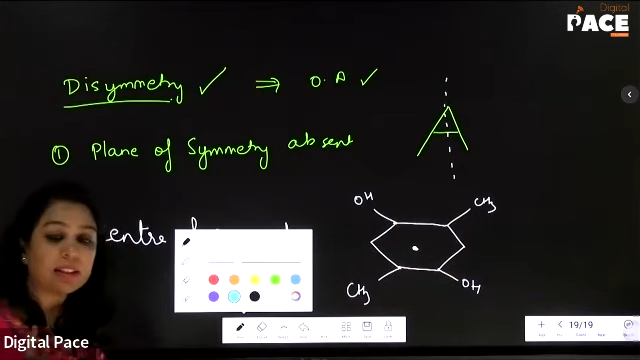 Digital
PACE
Disymmetry ✓ ⇒ O.A ✓
① Plane of Symmetry absent
OH
CH3
entre
CH3
OH
19/19
Digital Pace